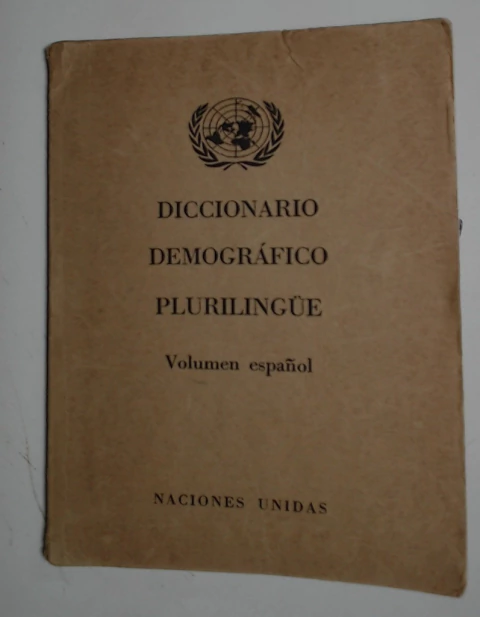 DICCIONARIO
DEMOGRÁFICO
PLURILINGÜE
Volumen español
NACIONES UNIDAS